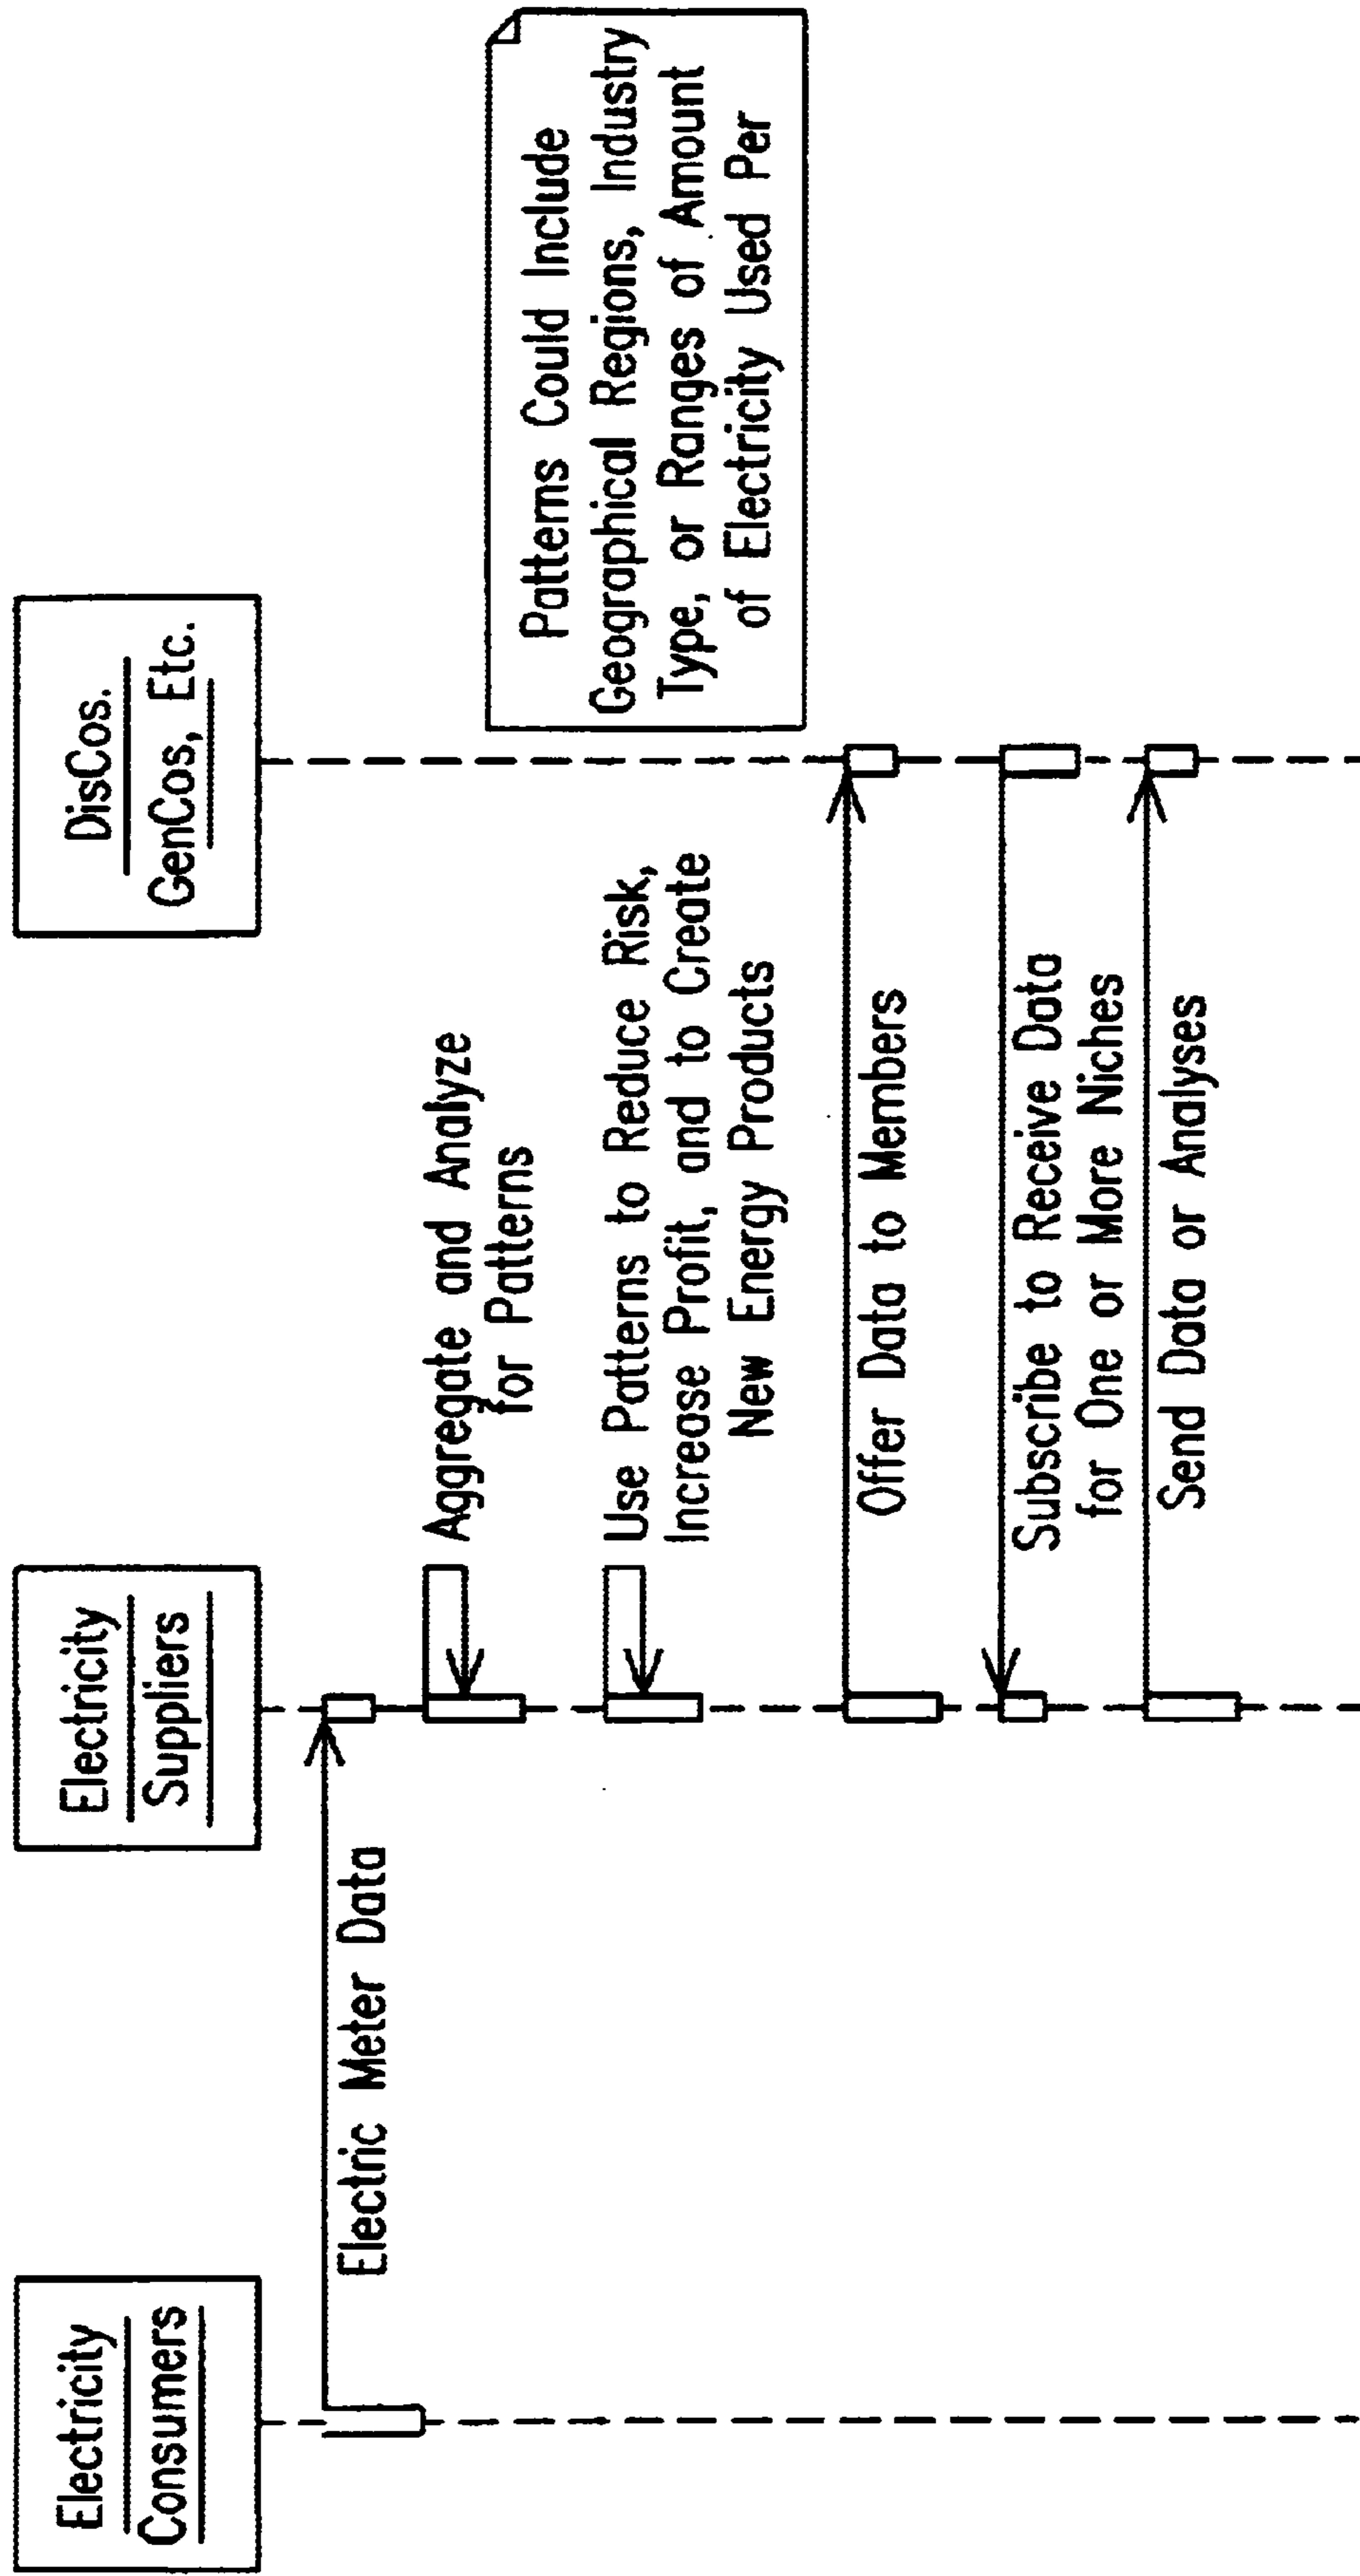 Electricity
Consumers
Electricity
Suppliers
DisCos.
GenCos, Etc.
Electric Meter Data
Aggregate and Analyze
for Patterns
Use Patterns to Reduce Risk,
Increase Profit, and to Create
New Energy Products
Patterns Could Include
Geographical Regions, Industry
Type, or Ranges of Amount
of Electricity Used Per
Offer Data to Members
Subscribe to Receive Data
for One or More Niches
Send Data or Analyses